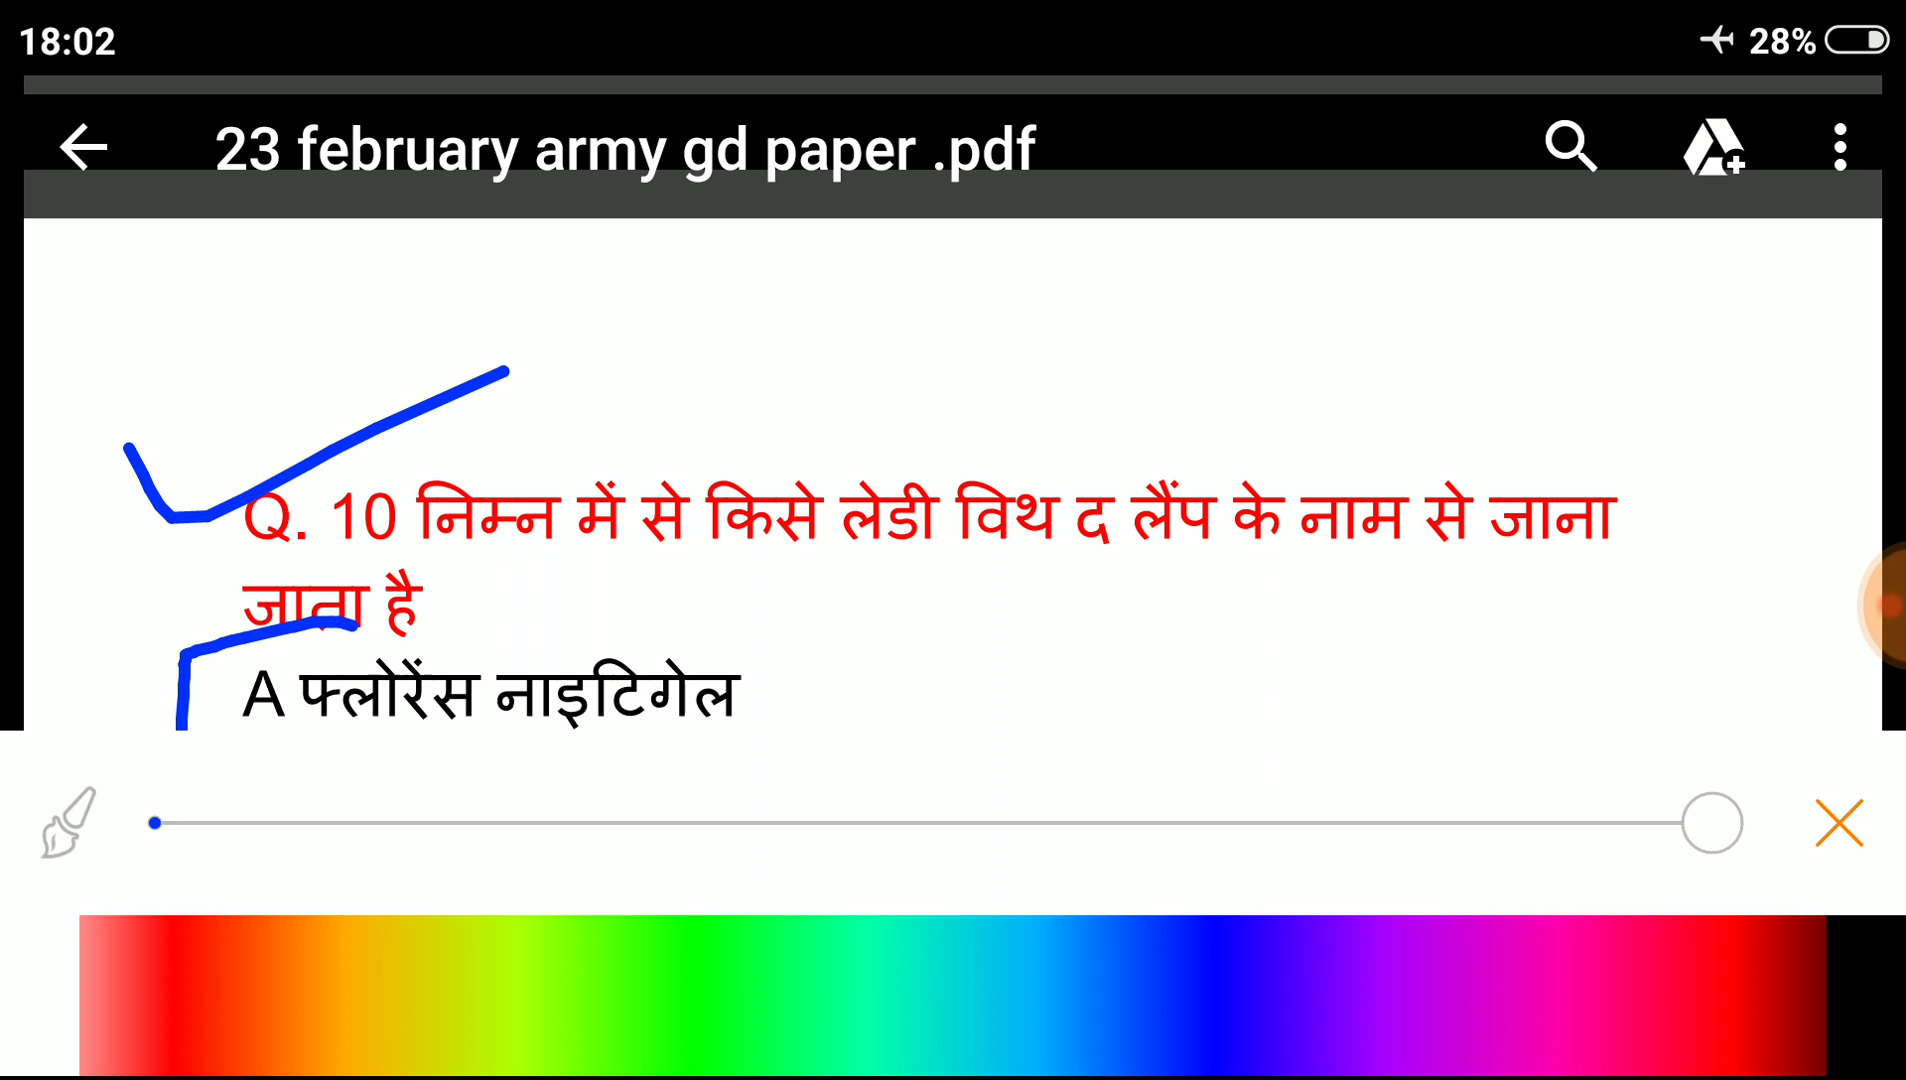 18:02
28%
23 february army gd paper .pdf
Q. 10 निम्न में से किसे लेडी विथ द लैंप के नाम से जाना
जाता है
A फ्लोरेंस नाइटिगेल